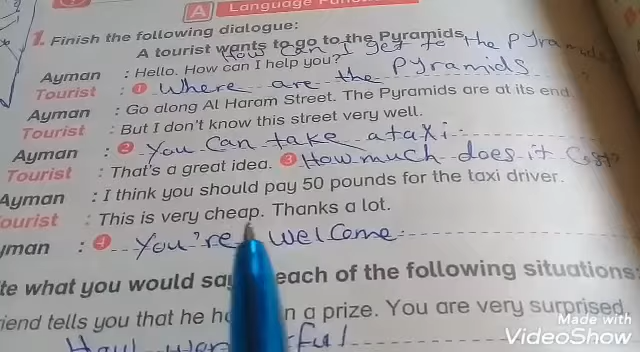 A Language Func
1. Finish the following dialogue:
A tourist wants to go to the Pyramids.
How can I get to the pyramids
Ayman : Hello. How can I help you?
Tourist : 1 Where are the pyramids ?
Ayman : Go along Al Haram Street. The Pyramids are at its end.
Tourist : But I don't know this street very well.
Ayman : 2 You can take a taxi.
Tourist : That's a great idea. 3 How much does it cost?
Ayman : I think you should pay 50 pounds for the taxi driver.
ourist : This is very cheap. Thanks a lot.
yman : 4 You're welcome.
te what you would say each of the following situations:
iend tells you that he h n a prize. You are very surprised.
How ful
Made with
VideoShow